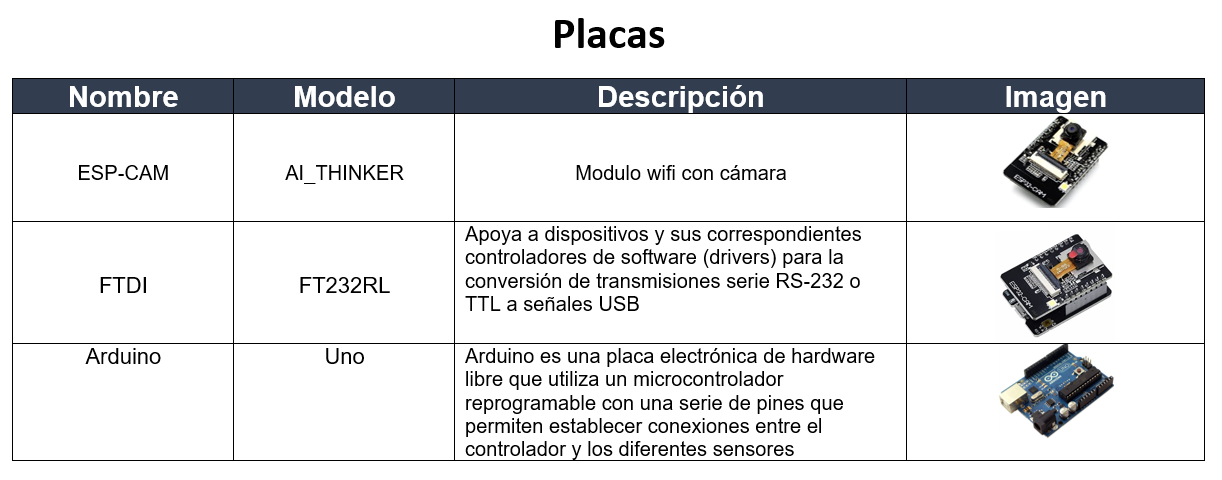 Placas
Nombre Modelo Descripción Imagen
ESP-CAM AI_THINKER Modulo wifi con cámara
ESP32-CAM
FTDI FT232RL Apoya a dispositivos y sus correspondientes
controladores de software (drivers) para la
conversión de transmisiones serie RS-232 o
TTL a señales USB
ESP32-CAM
Arduino Uno Arduino es una placa electrónica de hardware
libre que utiliza un microcontrolador
reprogramable con una serie de pines que
permiten establecer conexiones entre el
controlador y los diferentes sensores